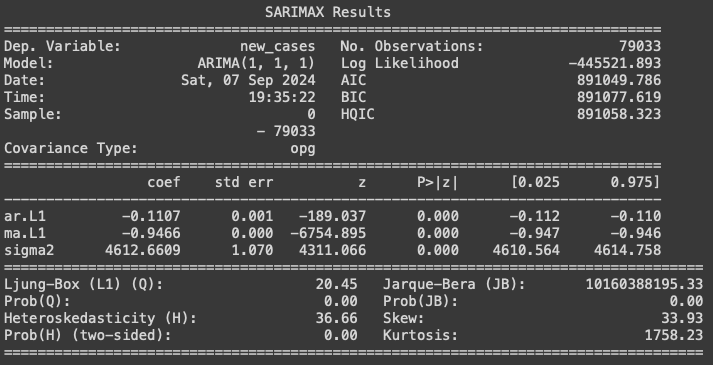 SARIMAX Results
==============================================================================
Dep. Variable:              new_cases   No. Observations:                79033
Model:                 ARIMA(1, 1, 1)   Log Likelihood             -445521.893
Date:                Sat, 07 Sep 2024   AIC                         891049.786
Time:                        19:35:22   BIC                         891077.619
Sample:                             0   HQIC                        891058.323
                              - 79033
Covariance Type:                  opg
==============================================================================
                 coef    std err          z      P>|z|      [0.025      0.975]
------------------------------------------------------------------------------
ar.L1         -0.1107      0.001   -189.037      0.000      -0.112      -0.110
ma.L1         -0.9466      0.000  -6754.895      0.000      -0.947      -0.946
sigma2      4612.6609      1.070   4311.066      0.000    4610.564    4614.758
===================================================================================
Ljung-Box (L1) (Q):                  20.45   Jarque-Bera (JB):       10160388195.33
Prob(Q):                              0.00   Prob(JB):                         0.00
Heteroskedasticity (H):              36.66   Skew:                            33.93
Prob(H) (two-sided):                  0.00   Kurtosis:                      1758.23
===================================================================================